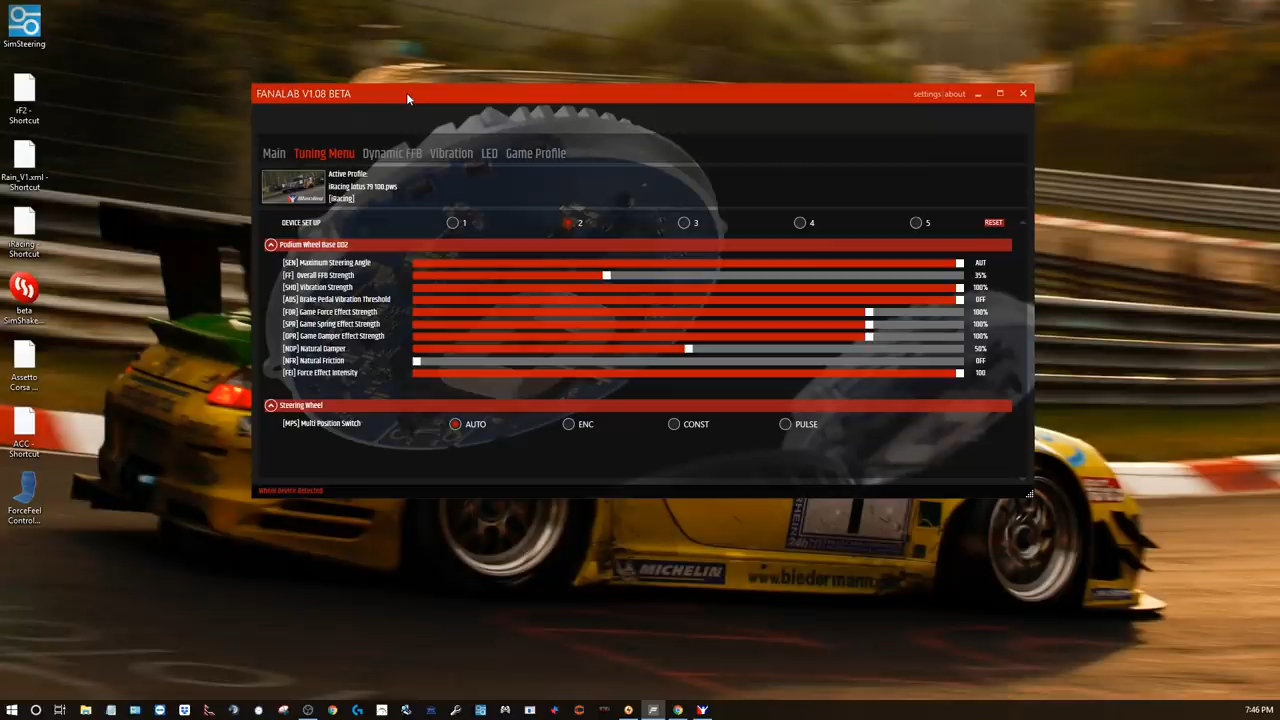 SimSteering
rF2 -
Shortcut
Rain_V1.xml -
Shortcut
iRacing -
Shortcut
beta
SimShake...
Assetto
Corsa ...
ACC -
Shortcut
ForceFeel
Control...
FANALAB V1.08 BETA
settings about
Main Tuning Menu Dynamic FFB Vibration LED Game Profile
Active Profile:
iRacing lotus 79 100.pws
[iRacing]
DEVICE SET UP 1 2 3 4 5 RESET
Podium Wheel Base DD2
[SEN] Maximum Steering Angle AUT
[FF] Overall FFB Strength 35%
[SHO] Vibration Strength 100%
[ABS] Brake Pedal Vibration Threshold OFF
[FOR] Game Force Effect Strength 100%
[SPR] Game Spring Effect Strength 100%
[DPR] Game Damper Effect Strength 100%
[NDP] Natural Damper 50%
[NFR] Natural Friction OFF
[FEI] Force Effect Intensity 100
Steering Wheel
[MPS] Multi Position Switch AUTO ENC CONST PULSE
Wheel device detected
MICHELIN
www.biedermann
7:46 PM